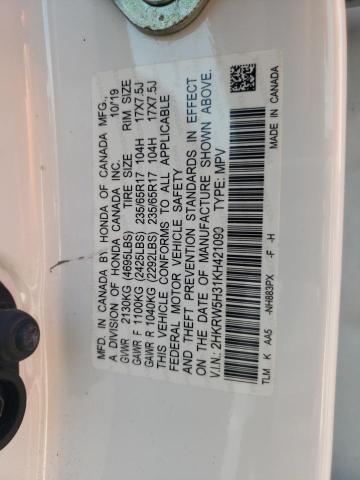 MFD. IN CANADA BY HONDA OF CANADA MFG.
A DIVISION OF HONDA CANADA INC. 10/19
GVWR 2130KG (4695LBS) TIRE SIZE RIM SIZE
GAWR F 1100KG (2425LBS) 235/65R17 104H 17X7.5J
GAWR R 1040KG (2292LBS) 235/65R17 104H 17X7.5J
THIS VEHICLE CONFORMS TO ALL APPLICABLE
FEDERAL MOTOR VEHICLE SAFETY
AND THEFT PREVENTION STANDARDS IN EFFECT
ON THE DATE OF MANUFACTURE SHOWN ABOVE.
V.I.N.: 2HKRW5H31KH421090 TYPE: MPV
TLM K AA5 -NH883PX -F -H MADE IN CANADA